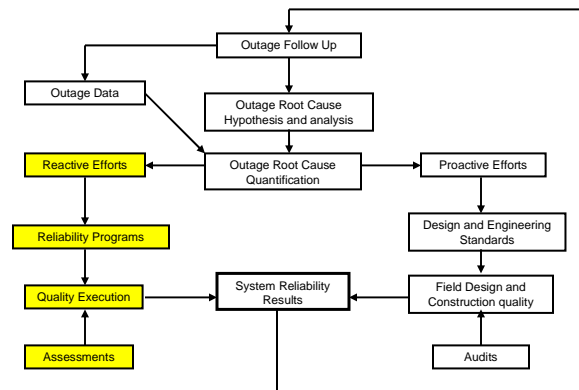 Outage Follow Up
Outage Data
Outage Root Cause
Hypothesis and analysis
Reactive Efforts
Outage Root Cause
Quantification
Proactive Efforts
Reliability Programs
Design and Engineering
Standards
Quality Execution
System Reliability
Results
Field Design and
Construction quality
Assessments
Audits